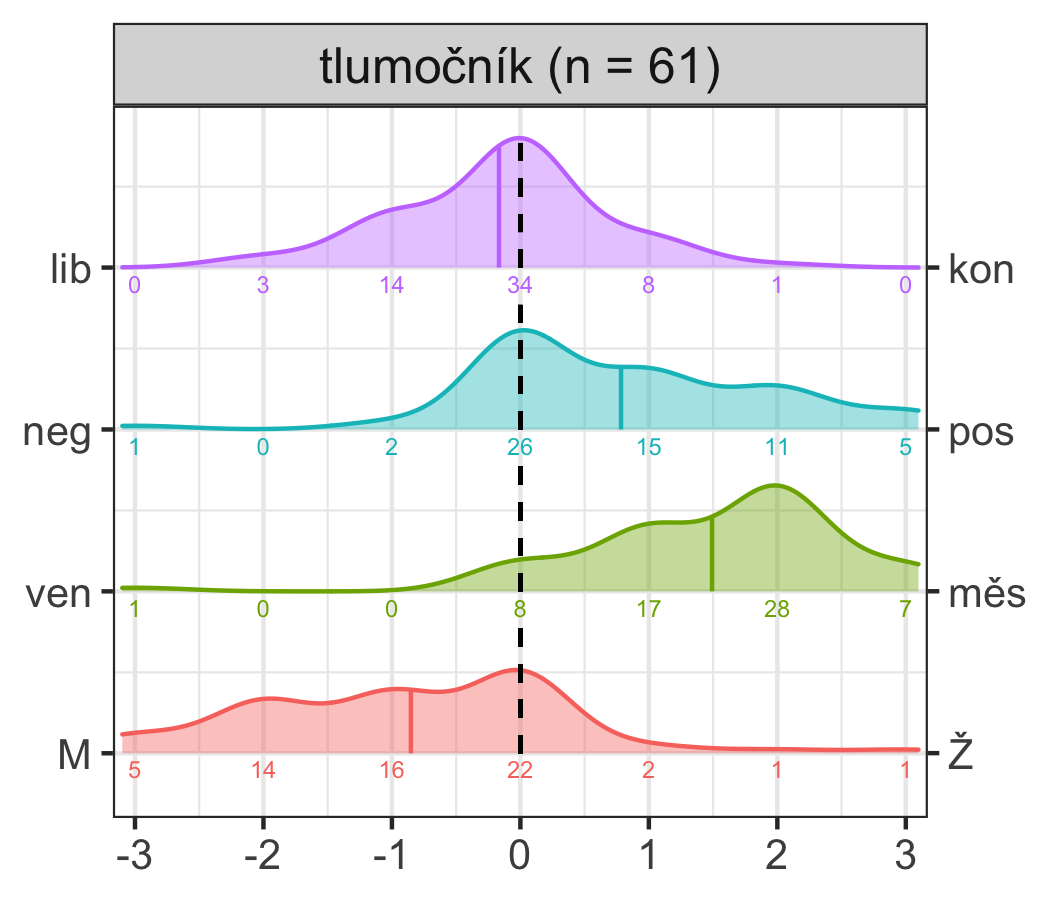 tlumočník (n = 61)
lib kon
0 3 14 34 8 1 0
neg pos
1 0 2 26 15 11 5
ven měs
1 0 0 8 17 28 7
M Ž
5 14 16 22 2 1 1
-3 -2 -1 0 1 2 3